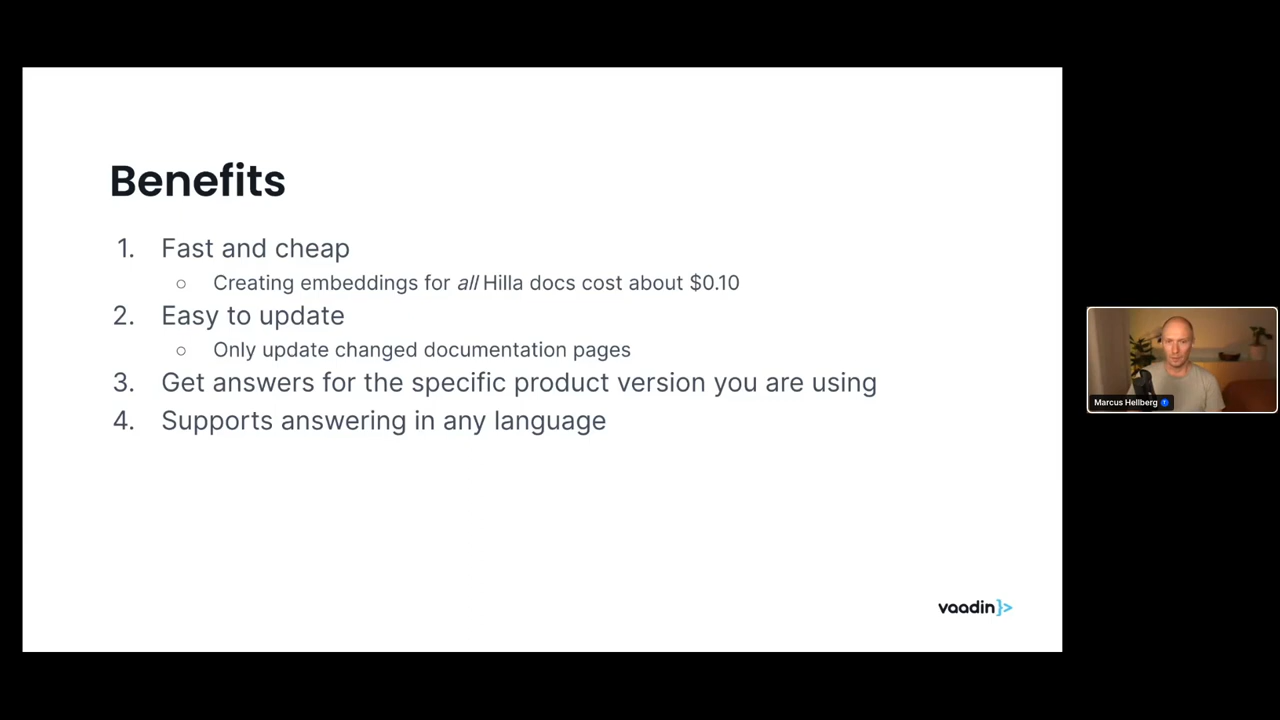 Benefits
1. Fast and cheap
○ Creating embeddings for all Hilla docs cost about $0.10
2. Easy to update
○ Only update changed documentation pages
3. Get answers for the specific product version you are using
4. Supports answering in any language
Marcus Hellberg
vaadin}>